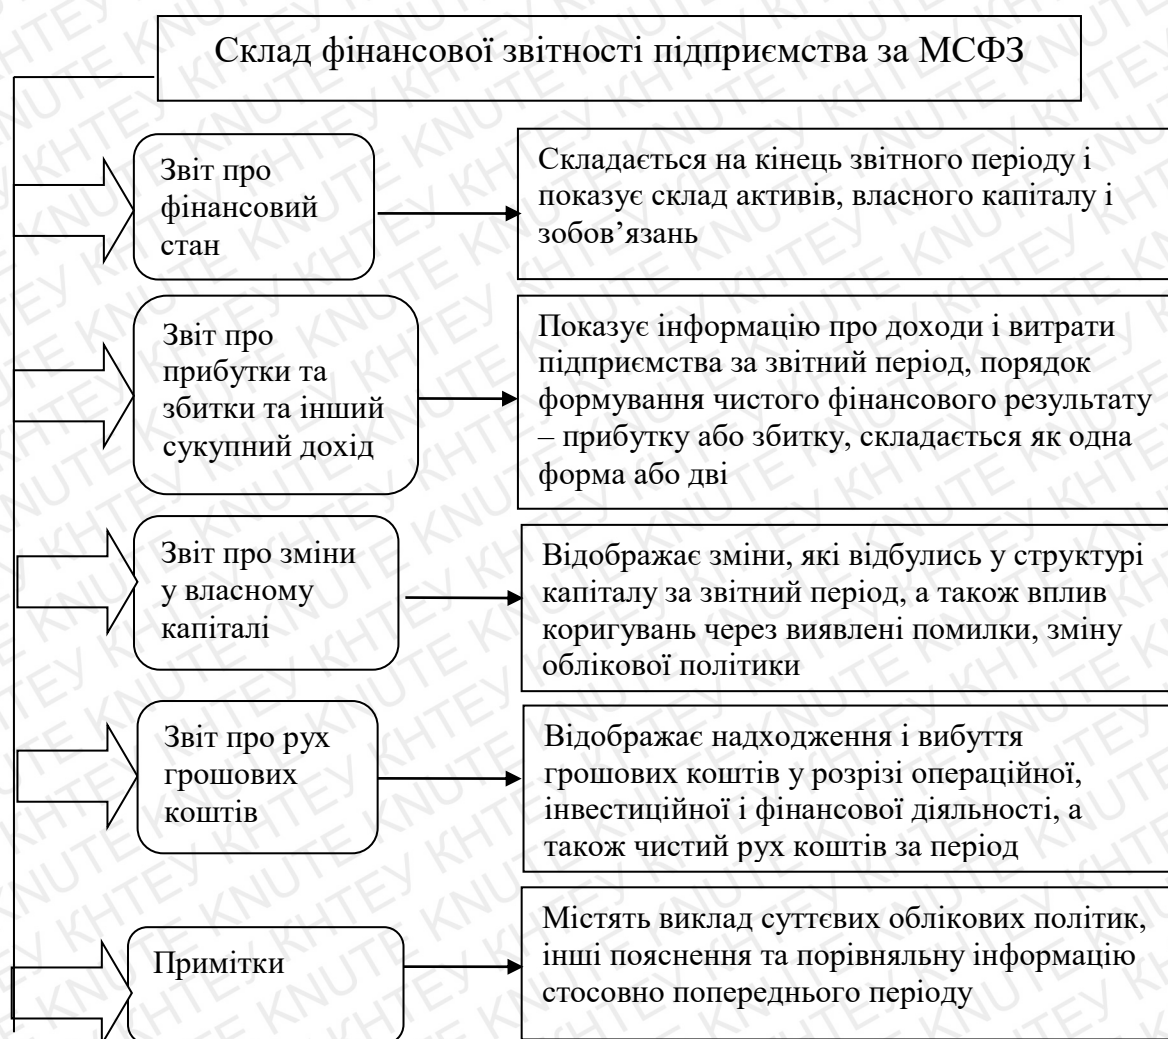 Склад фінансової звітності підприємства за МСФЗ
Звіт про
фінансовий
стан
Складається на кінець звітного періоду і
показує склад активів, власного капіталу і
зобов’язань
Звіт про
прибутки та
збитки та інший
сукупний дохід
Показує інформацію про доходи і витрати
підприємства за звітний період, порядок
формування чистого фінансового результату
– прибутку або збитку, складається як одна
форма або дві
Звіт про зміни
у власному
капіталі
Відображає зміни, які відбулись у структурі
капіталу за звітний період, а також вплив
коригувань через виявлені помилки, зміну
облікової політики
Звіт про рух
грошових
коштів
Відображає надходження і вибуття
грошових коштів у розрізі операційної,
інвестиційної і фінансової діяльності, а
також чистий рух коштів за період
Примітки
Містять виклад суттєвих облікових політик,
інші пояснення та порівняльну інформацію
стосовно попереднього періоду